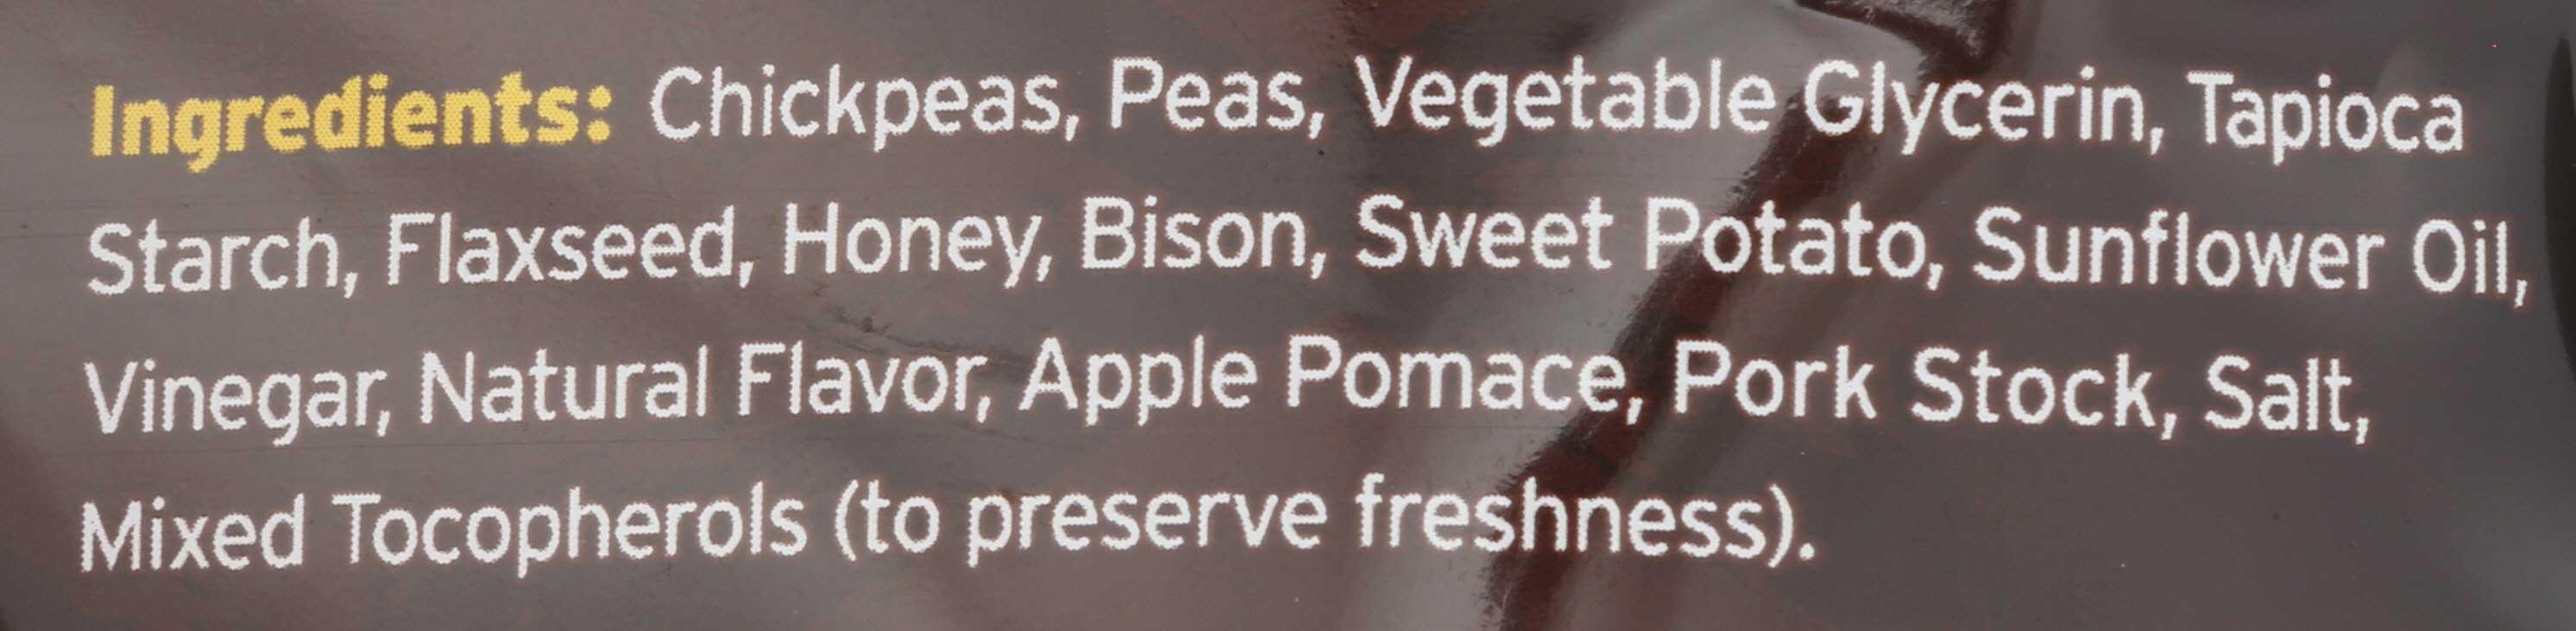 Ingredients: Chickpeas, Peas, Vegetable Glycerin, Tapioca
Starch, Flaxseed, Honey, Bison, Sweet Potato, Sunflower Oil,
Vinegar, Natural Flavor, Apple Pomace, Pork Stock, Salt,
Mixed Tocopherols (to preserve freshness).